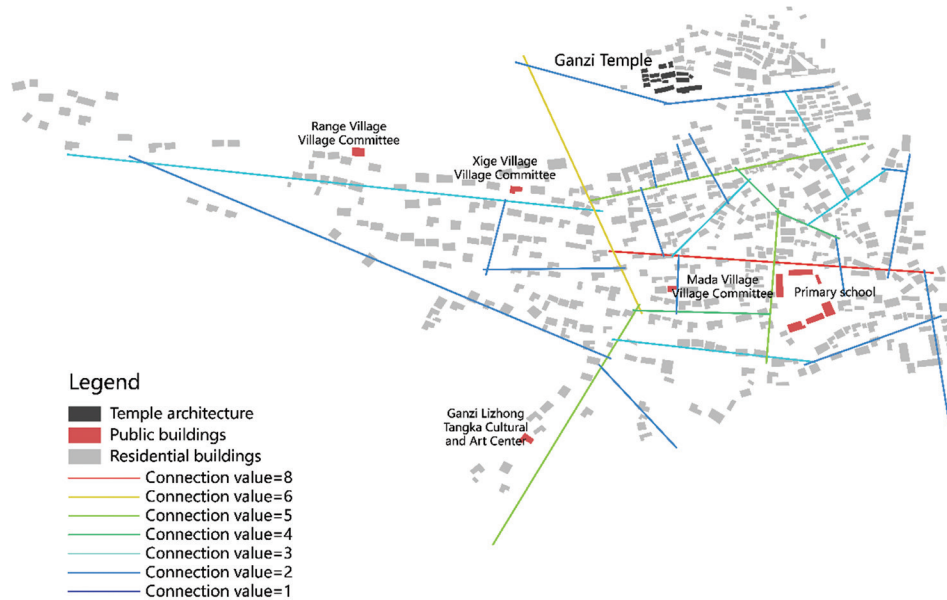 Ganzi Temple
Range Village
Village Committee
Xige Village
Village Committee
Mada Village
Village Committee
Primary school
Ganzi Lizhong
Tangka Cultural
and Art Center
Legend
Temple architecture
Public buildings
Residential buildings
Connection value=8
Connection value=6
Connection value=5
Connection value=4
Connection value=3
Connection value=2
Connection value=1